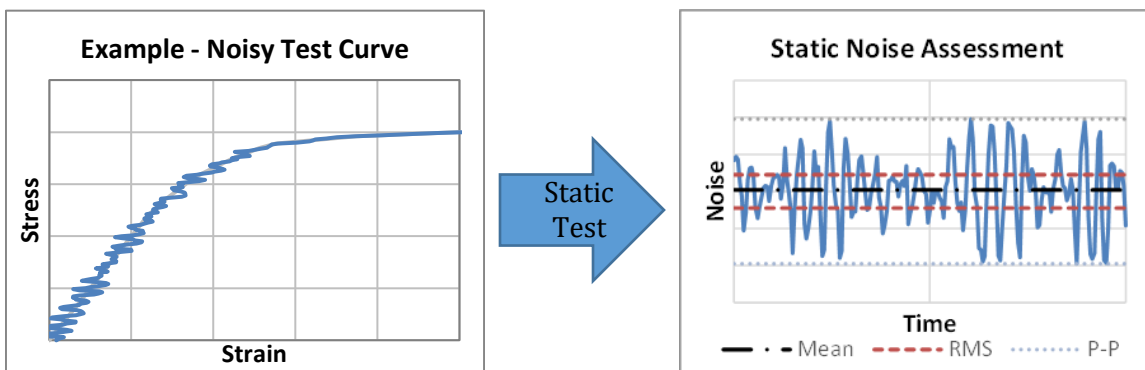 Example - Noisy Test Curve
Stress
Strain
Static
Test
Static Noise Assessment
Noise
Time
Mean
RMS
P-P